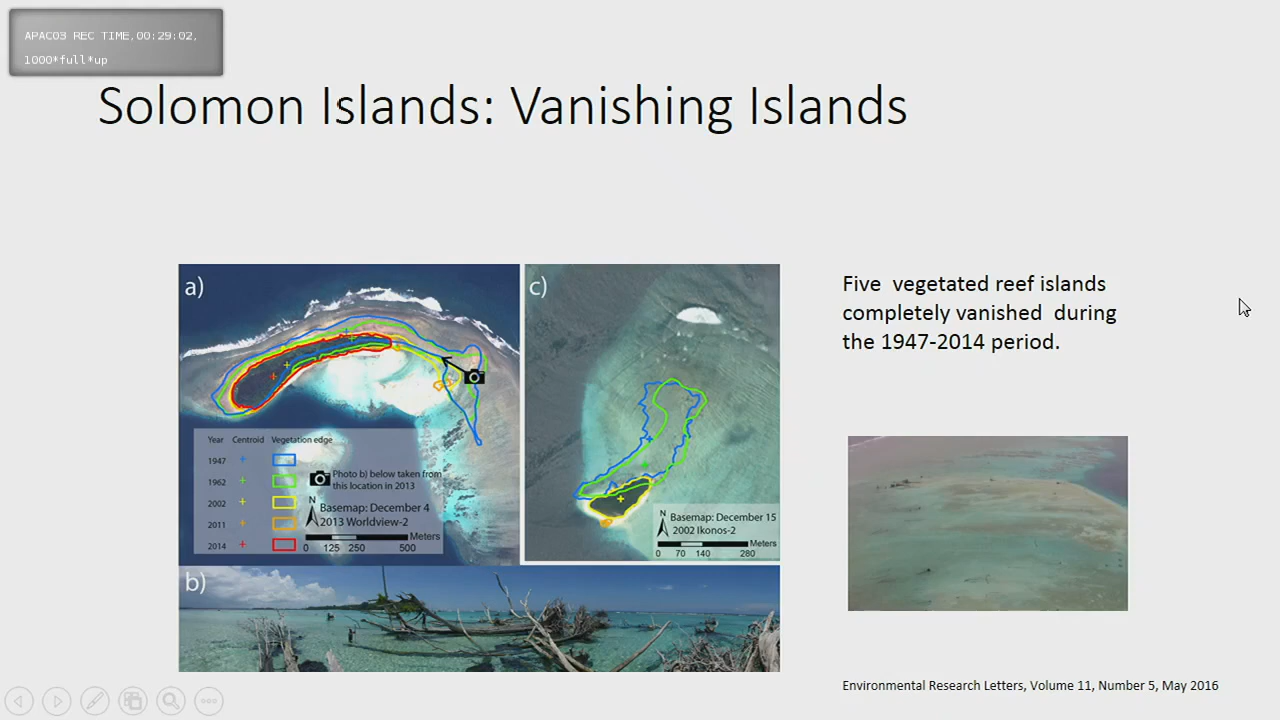 APAC03 REC TIME,00:29:02,
1000*full*up
Solomon Islands: Vanishing Islands
a)
c)
Five vegetated reef islands
completely vanished during
the 1947-2014 period.
Year Centroid Vegetation edge
1947
1962
2002
2011
2014
Photo b) below taken from
this location in 2013
N
Basemap: December 4
2013 Worldview-2
Meters
0 125 250 500
N
Basemap: December 15
2002 Ikonos-2
Meters
0 70 140 280
b)
Environmental Research Letters, Volume 11, Number 5, May 2016